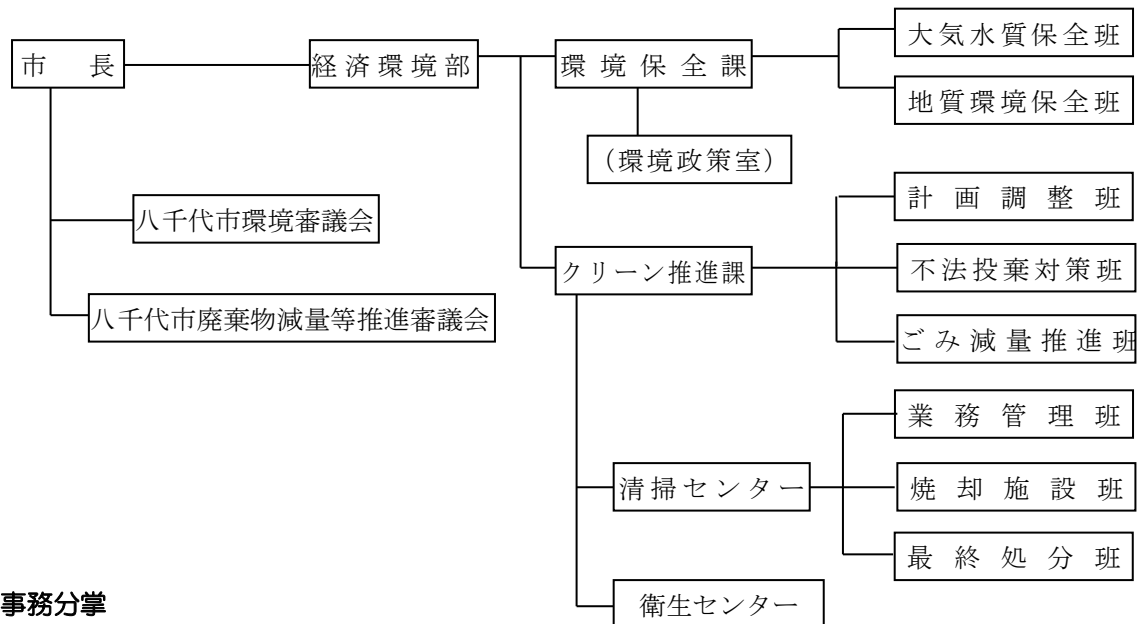 市長
経済環境部
環境保全課
大気水質保全班
地質環境保全班
（環境政策室）
八千代市環境審議会
八千代市廃棄物減量等推進審議会
クリーン推進課
計画調整班
不法投棄対策班
ごみ減量推進班
清掃センター
業務管理班
焼却施設班
最終処分班
衛生センター
事務分掌